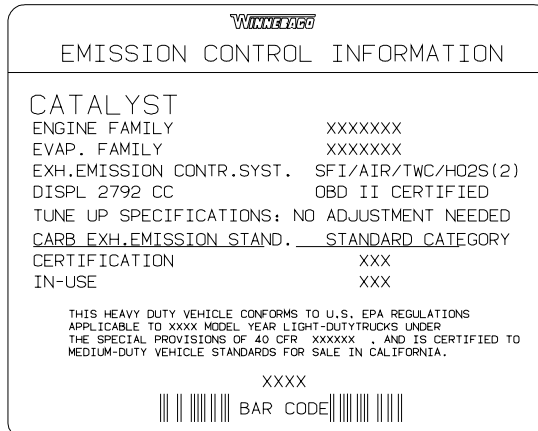 WINNEBAGO
EMISSION CONTROL INFORMATION
CATALYST
ENGINE FAMILY XXXXXXX
EVAP. FAMILY XXXXXXX
EXH.EMISSION CONTR.SYST. SFI/AIR/TWC/HO2S(2)
DISPL 2792 CC OBD II CERTIFIED
TUNE UP SPECIFICATIONS: NO ADJUSTMENT NEEDED
CARB EXH.EMISSION STAND. STANDARD CATEGORY
CERTIFICATION XXX
IN-USE XXX
THIS HEAVY DUTY VEHICLE CONFORMS TO U.S. EPA REGULATIONS
APPLICABLE TO XXXX MODEL YEAR LIGHT-DUTYTRUCKS UNDER
THE SPECIAL PROVISIONS OF 40 CFR XXXXXX , AND IS CERTIFIED TO
MEDIUM-DUTY VEHICLE STANDARDS FOR SALE IN CALIFORNIA.
XXXX
BAR CODE